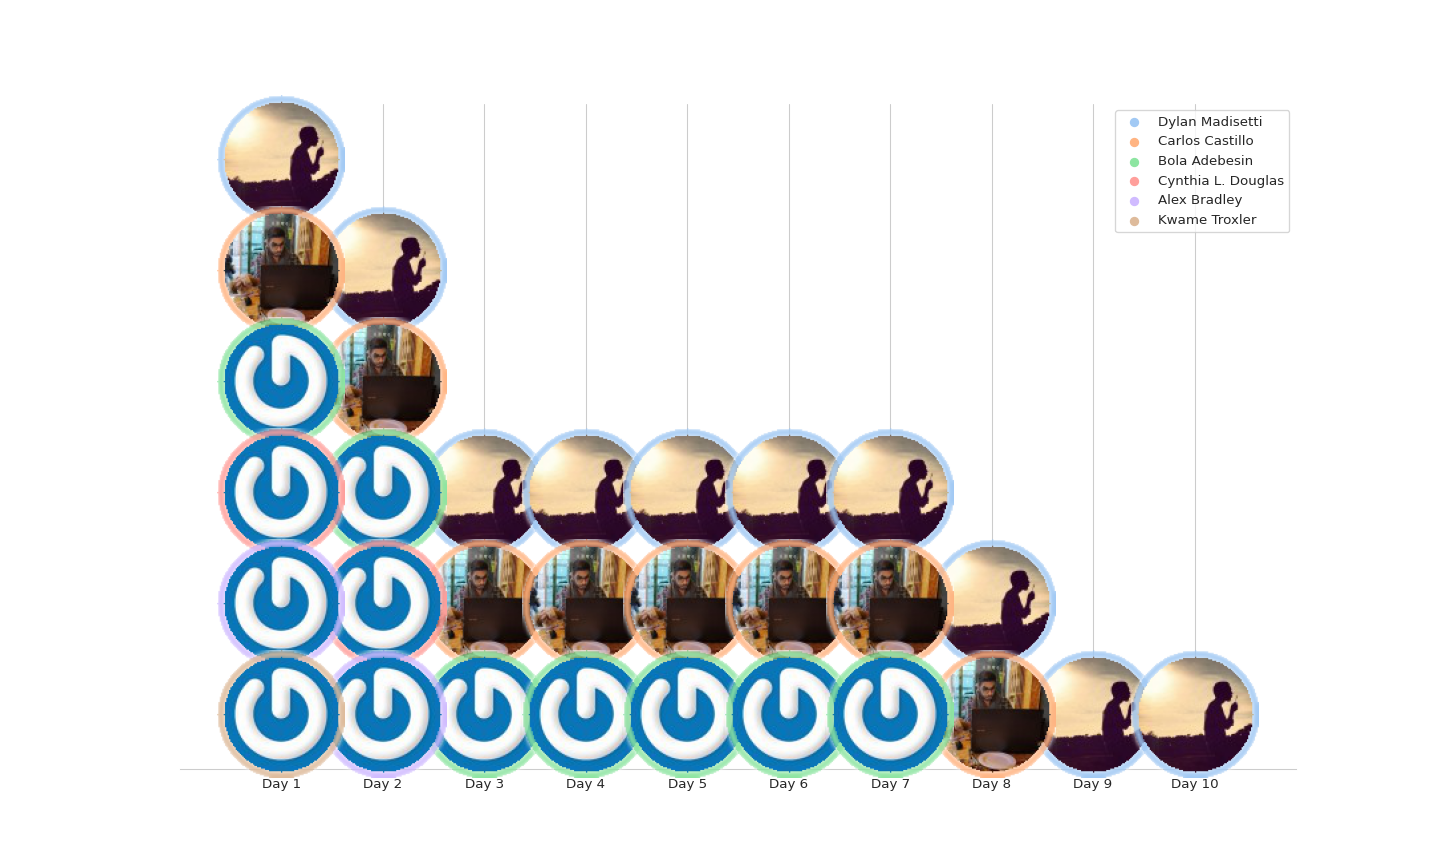 Dylan Madisetti
Carlos Castillo
Bola Adebesin
Cynthia L. Douglas
Alex Bradley
Kwame Troxler
Day 1 Day 2 Day 3 Day 4 Day 5 Day 6 Day 7 Day 8 Day 9 Day 10